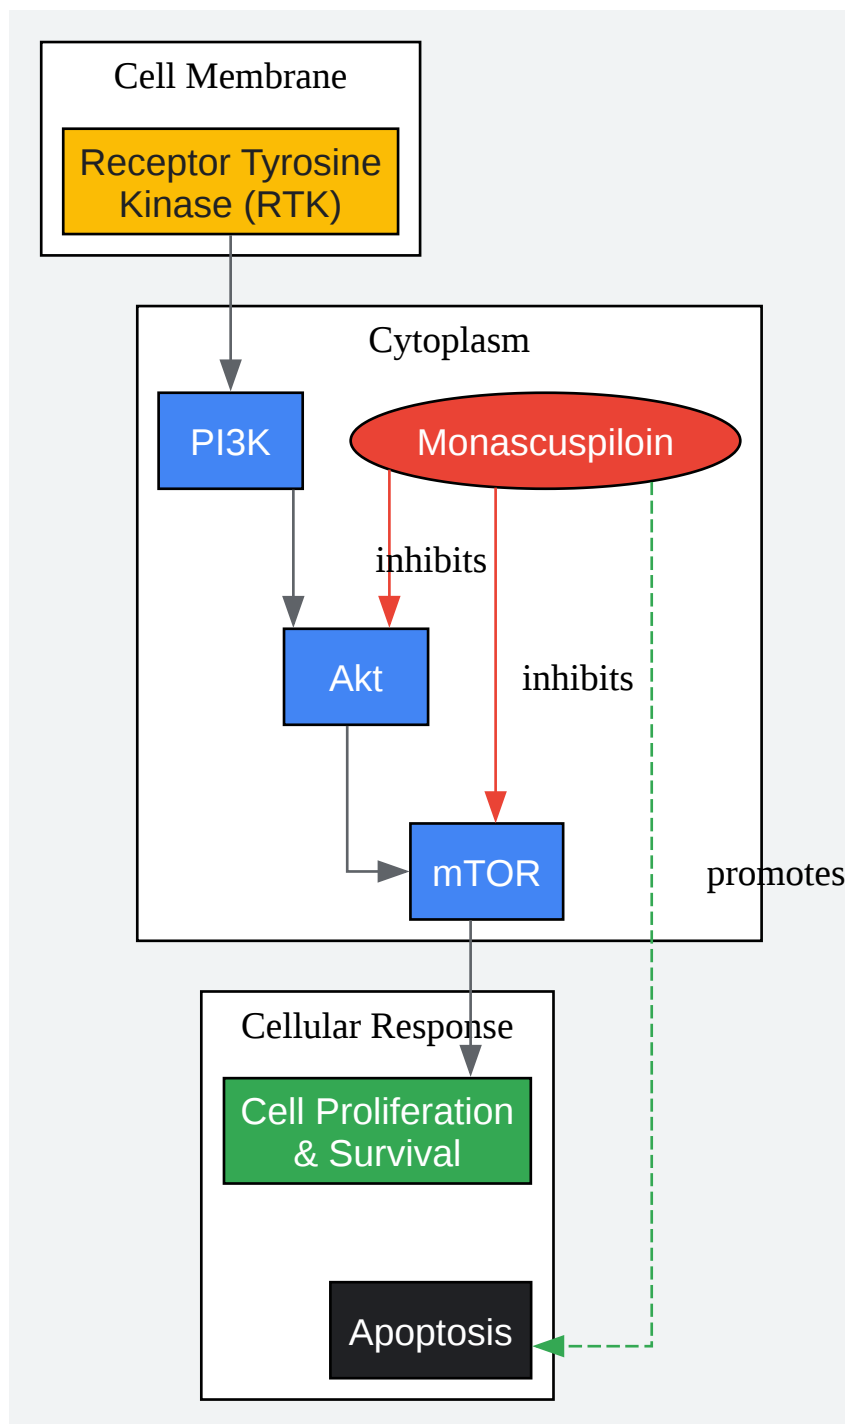 Cell Membrane
Receptor Tyrosine
Kinase (RTK)
Cytoplasm
PI3K
Monascuspiloin
inhibits
Akt
inhibits
mTOR
promotes
Cellular Response
Cell Proliferation
& Survival
Apoptosis